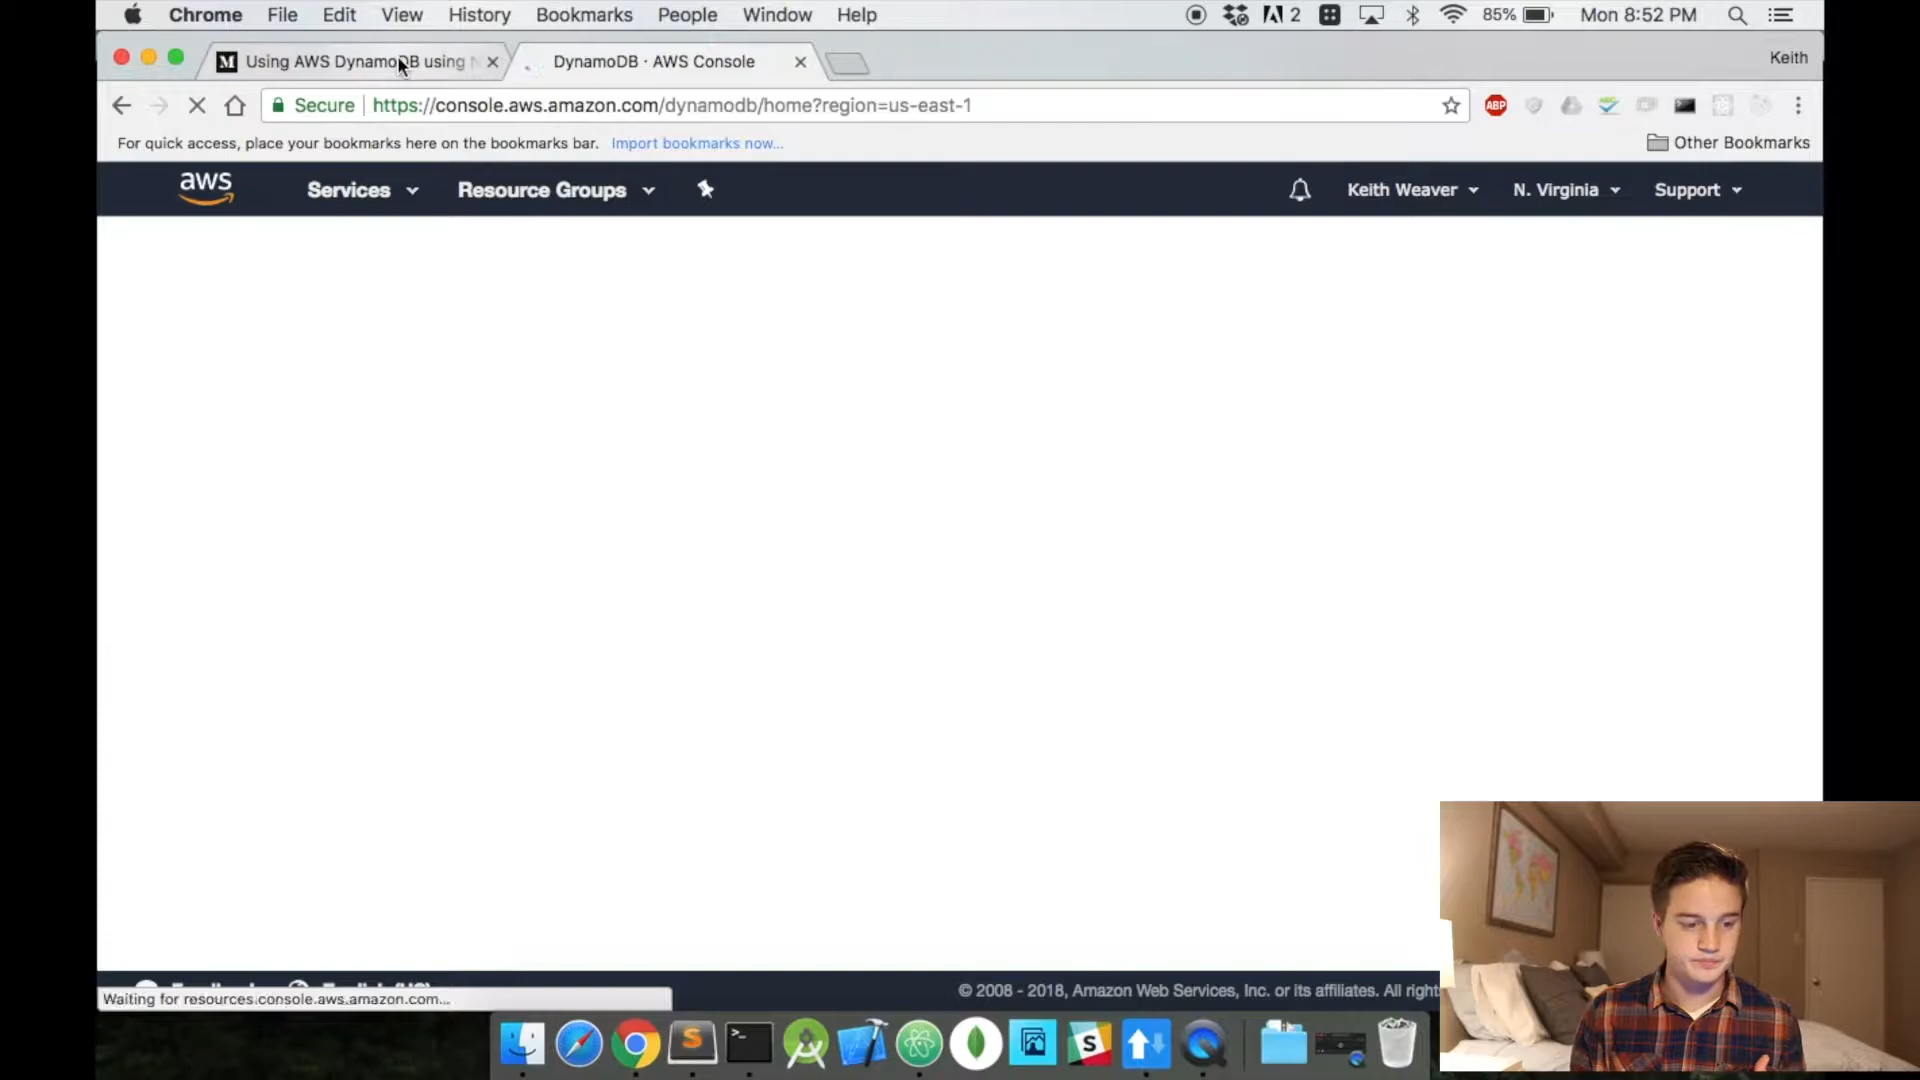 Chrome File Edit View History Bookmarks People Window Help 2 85% Mon 8:52 PM
M Using AWS DynamoDB using DynamoDB · AWS Console Keith
Secure https://console.aws.amazon.com/dynamodb/home?region=us-east-1 ABP
For quick access, place your bookmarks here on the bookmarks bar. Import bookmarks now... Other Bookmarks
aws Services Resource Groups Keith Weaver N. Virginia Support
© 2008 - 2018, Amazon Web Services, Inc. or its affiliates. All right
Waiting for resources.console.aws.amazon.com...
S >_ S